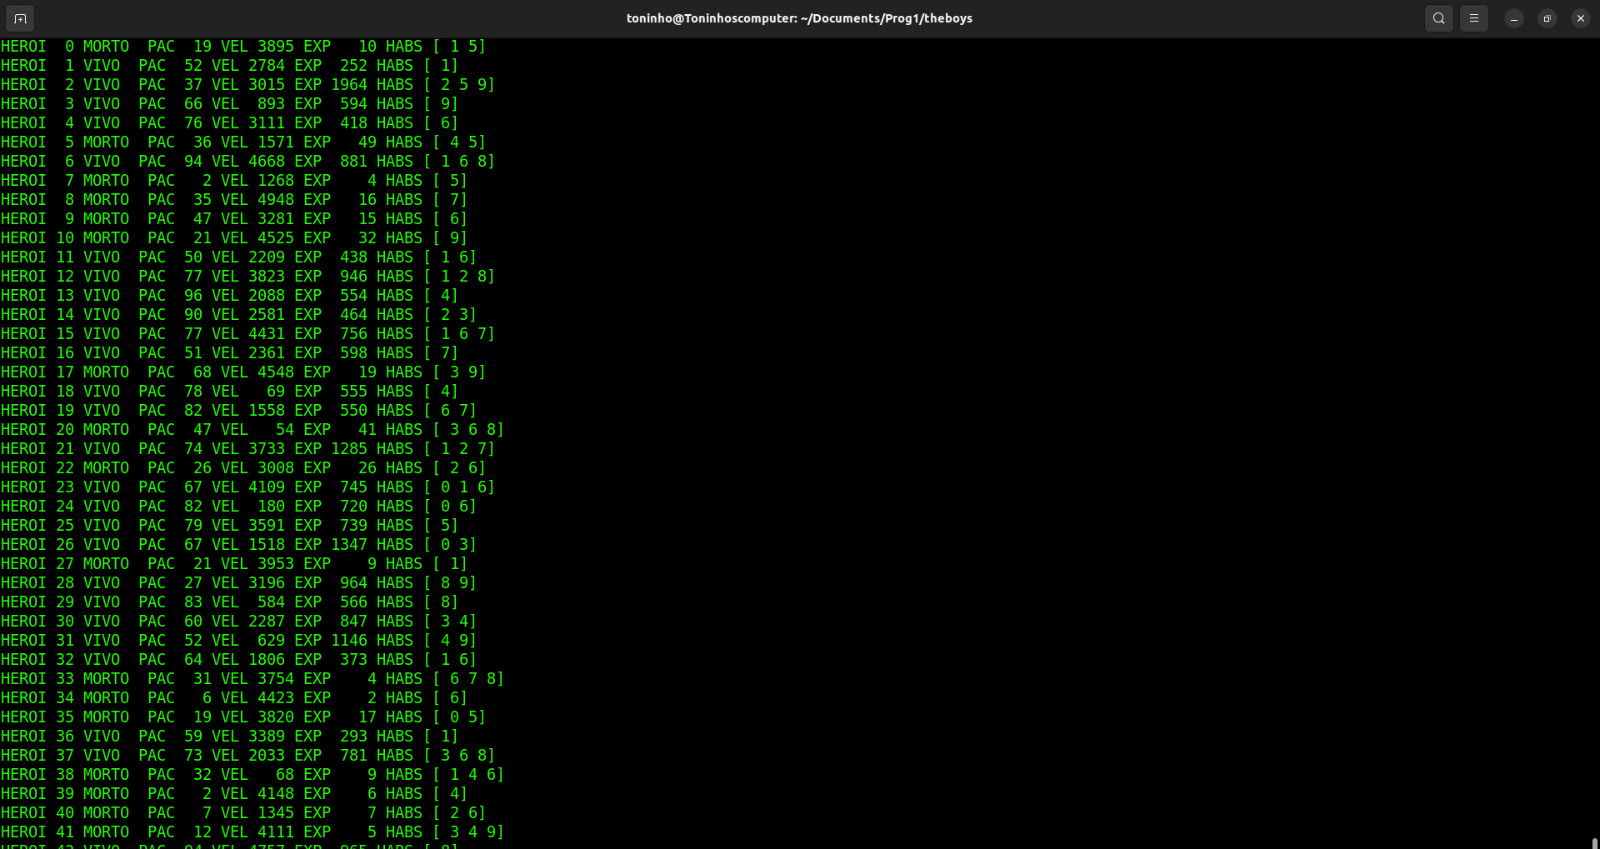 toninho@Toninhoscomputer: ~/Documents/Prog1/theboys
HEROI  0 MORTO  PAC  19 VEL 3895 EXP   10 HABS [ 1 5]
HEROI  1 VIVO  PAC  52 VEL 2784 EXP  252 HABS [ 1]
HEROI  2 VIVO  PAC  37 VEL 3015 EXP 1964 HABS [ 2 5 9]
HEROI  3 VIVO  PAC  66 VEL  893 EXP  594 HABS [ 9]
HEROI  4 VIVO  PAC  76 VEL 3111 EXP  418 HABS [ 6]
HEROI  5 MORTO  PAC  36 VEL 1571 EXP   49 HABS [ 4 5]
HEROI  6 VIVO  PAC  94 VEL 4668 EXP  881 HABS [ 1 6 8]
HEROI  7 MORTO  PAC   2 VEL 1268 EXP    4 HABS [ 5]
HEROI  8 MORTO  PAC  35 VEL 4948 EXP   16 HABS [ 7]
HEROI  9 MORTO  PAC  47 VEL 3281 EXP   15 HABS [ 6]
HEROI 10 MORTO  PAC  21 VEL 4525 EXP   32 HABS [ 9]
HEROI 11 VIVO  PAC  50 VEL 2209 EXP  438 HABS [ 1 6]
HEROI 12 VIVO  PAC  77 VEL 3823 EXP  946 HABS [ 1 2 8]
HEROI 13 VIVO  PAC  96 VEL 2088 EXP  554 HABS [ 4]
HEROI 14 VIVO  PAC  90 VEL 2581 EXP  464 HABS [ 2 3]
HEROI 15 VIVO  PAC  77 VEL 4431 EXP  756 HABS [ 1 6 7]
HEROI 16 VIVO  PAC  51 VEL 2361 EXP  598 HABS [ 7]
HEROI 17 MORTO  PAC  68 VEL 4548 EXP   19 HABS [ 3 9]
HEROI 18 VIVO  PAC  78 VEL   69 EXP  555 HABS [ 4]
HEROI 19 VIVO  PAC  82 VEL 1558 EXP  550 HABS [ 6 7]
HEROI 20 MORTO  PAC  47 VEL   54 EXP   41 HABS [ 3 6 8]
HEROI 21 VIVO  PAC  74 VEL 3733 EXP 1285 HABS [ 1 2 7]
HEROI 22 MORTO  PAC  26 VEL 3008 EXP   26 HABS [ 2 6]
HEROI 23 VIVO  PAC  67 VEL 4109 EXP  745 HABS [ 0 1 6]
HEROI 24 VIVO  PAC  82 VEL  180 EXP  720 HABS [ 0 6]
HEROI 25 VIVO  PAC  79 VEL 3591 EXP  739 HABS [ 5]
HEROI 26 VIVO  PAC  67 VEL 1518 EXP 1347 HABS [ 0 3]
HEROI 27 MORTO  PAC  21 VEL 3953 EXP    9 HABS [ 1]
HEROI 28 VIVO  PAC  27 VEL 3196 EXP  964 HABS [ 8 9]
HEROI 29 VIVO  PAC  83 VEL  584 EXP  566 HABS [ 8]
HEROI 30 VIVO  PAC  60 VEL 2287 EXP  847 HABS [ 3 4]
HEROI 31 VIVO  PAC  52 VEL  629 EXP 1146 HABS [ 4 9]
HEROI 32 VIVO  PAC  64 VEL 1806 EXP  373 HABS [ 1 6]
HEROI 33 MORTO  PAC  31 VEL 3754 EXP    4 HABS [ 6 7 8]
HEROI 34 MORTO  PAC   6 VEL 4423 EXP    2 HABS [ 6]
HEROI 35 MORTO  PAC  19 VEL 3820 EXP   17 HABS [ 0 5]
HEROI 36 VIVO  PAC  59 VEL 3389 EXP  293 HABS [ 1]
HEROI 37 VIVO  PAC  73 VEL 2033 EXP  781 HABS [ 3 6 8]
HEROI 38 MORTO  PAC  32 VEL   68 EXP    9 HABS [ 1 4 6]
HEROI 39 MORTO  PAC   2 VEL 4148 EXP    6 HABS [ 4]
HEROI 40 MORTO  PAC   7 VEL 1345 EXP    7 HABS [ 2 6]
HEROI 41 MORTO  PAC  12 VEL 4111 EXP    5 HABS [ 3 4 9]
HEROI 42 VIVO  PAC  94 VEL 4757 EXP  965 HABS [ 8]